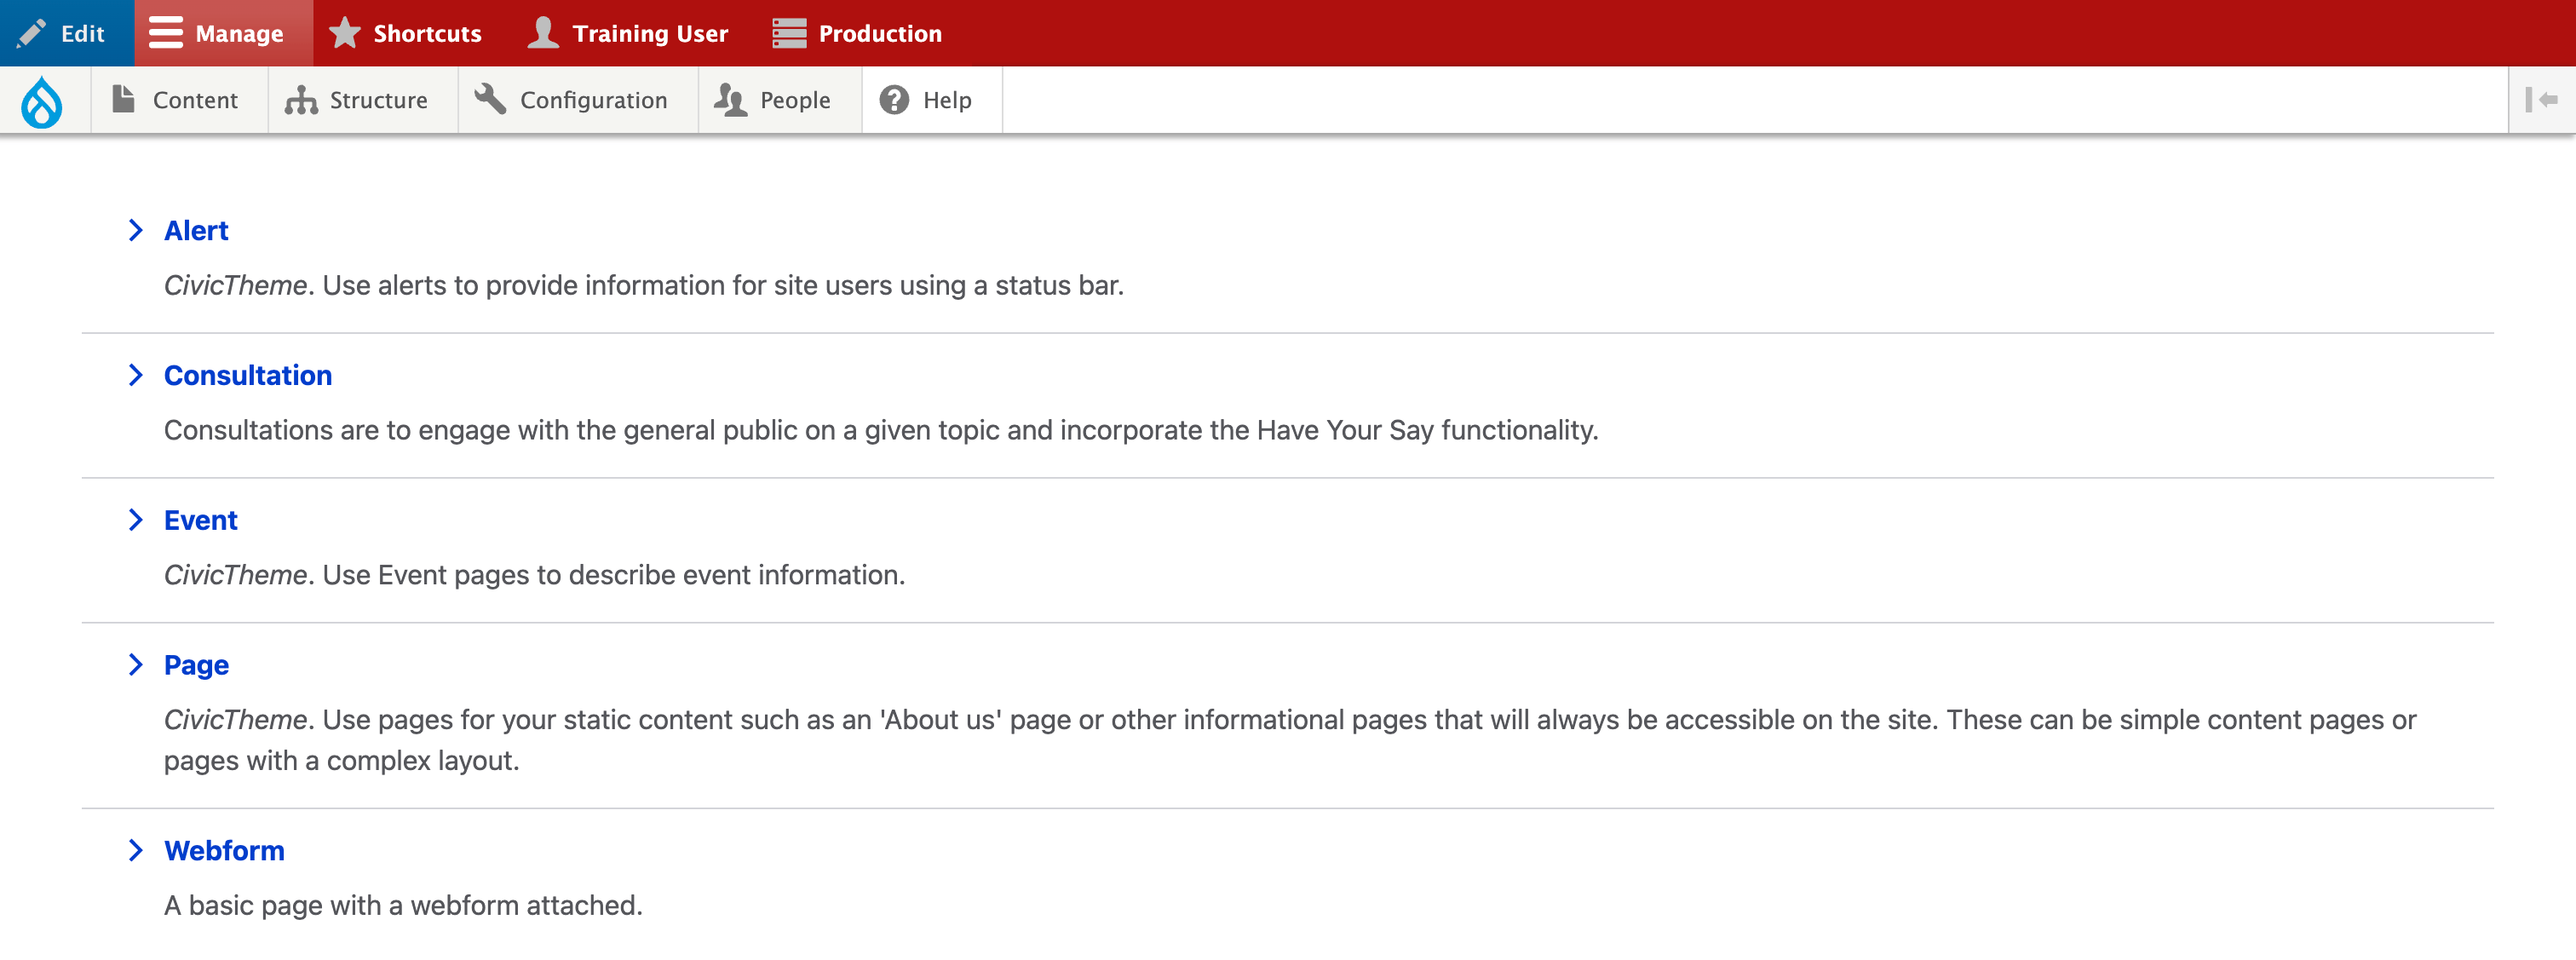 Edit Manage Shortcuts Training User Production
Content Structure Configuration People Help
Alert
CivicTheme. Use alerts to provide information for site users using a status bar.
Consultation
Consultations are to engage with the general public on a given topic and incorporate the Have Your Say functionality.
Event
CivicTheme. Use Event pages to describe event information.
Page
CivicTheme. Use pages for your static content such as an 'About us' page or other informational pages that will always be accessible on the site. These can be simple content pages or
pages with a complex layout.
Webform
A basic page with a webform attached.